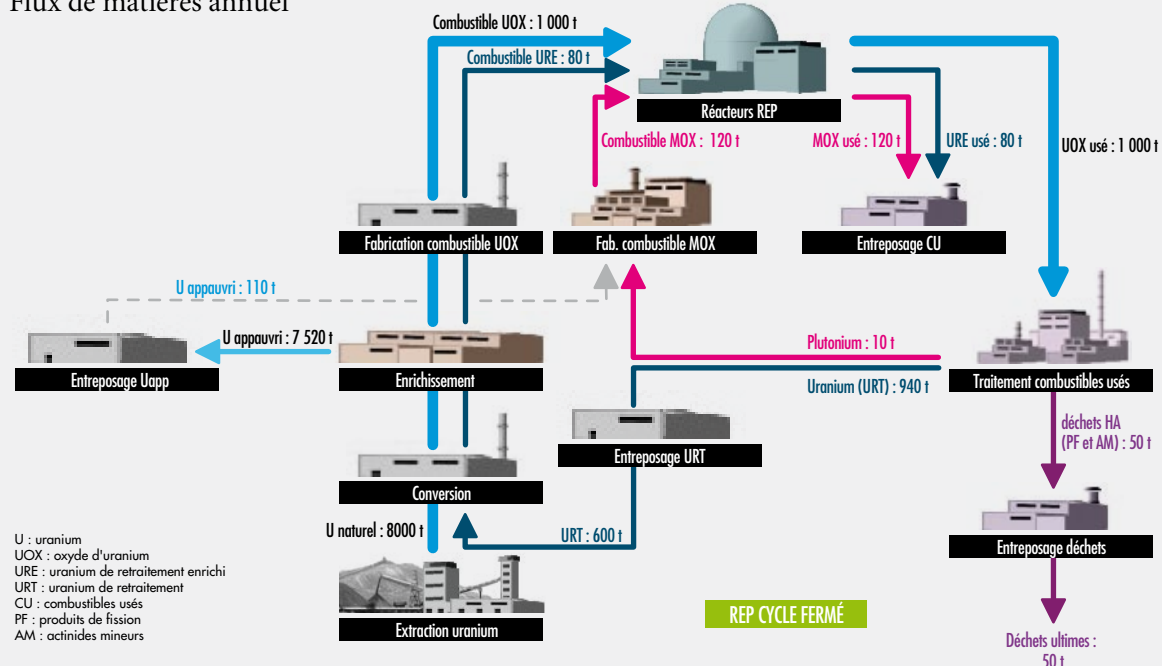 Flux de matières annuel
Combustible UOX : 1 000 t
Combustible URE : 80 t
Réacteurs REP
Combustible MOX : 120 t
MOX usé : 120 t
URE usé : 80 t
UOX usé : 1 000 t
Fabrication combustible UOX
Fab. combustible MOX
Entreposage CU
U appauvri : 110 t
U appauvri : 7 520 t
Plutonium : 10 t
Entreposage Uapp
Enrichissement
Uranium (URT) : 940 t
Traitement combustibles usés
déchets HA
(PF et AM) : 50 t
Entreposage URT
Conversion
U naturel : 8000 t
URT : 600 t
Entreposage déchets
U : uranium
UOX : oxyde d'uranium
URE : uranium de retraitement enrichi
URT : uranium de retraitement
CU : combustibles usés
PF : produits de fission
AM : actinides mineurs
Extraction uranium
REP CYCLE FERMÉ
Déchets ultimes :
50 t